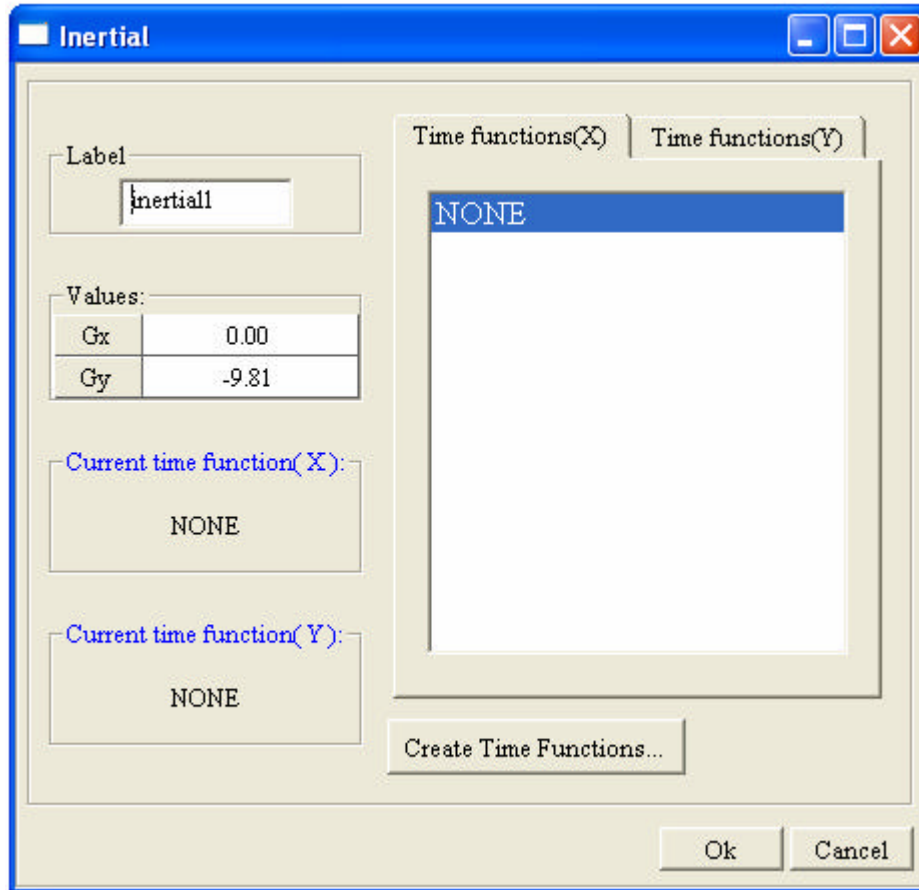 Inertial
Label
inertial1
Values:
Gx 0.00
Gy -9.81
Current time function( X ):
NONE
Current time function( Y ):
NONE
Time functions(X) Time functions(Y)
NONE
Create Time Functions...
Ok Cancel